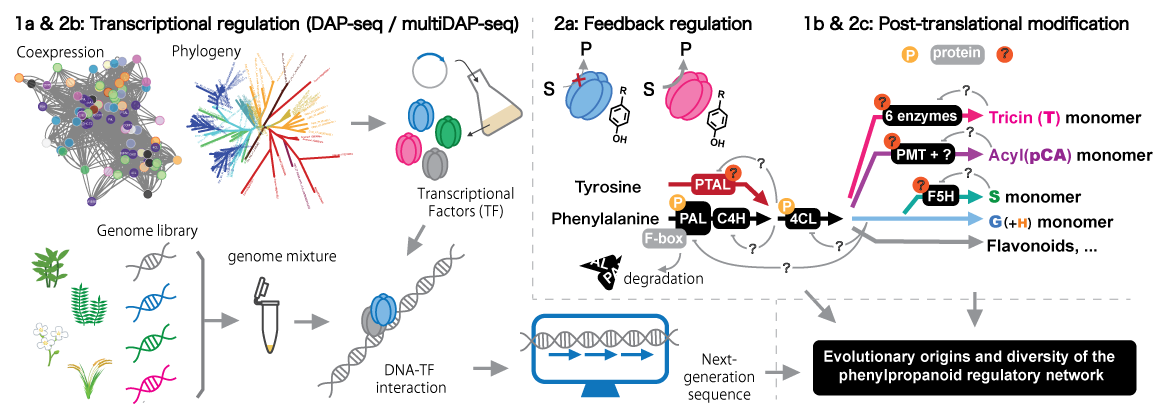 1a & 2b: Transcriptional regulation (DAP-seq / multiDAP-seq)
Coexpression
Phylogeny
Transcriptional
Factors (TF)
Genome library
genome mixture
DNA-TF
interaction
Next-
generation
sequence
2a: Feedback regulation
P
S
R
OH
P
S
R
OH
1b & 2c: Post-translational modification
P
protein
?
Tyrosine
PTAL
?
?
Phenylalanine
P
PAL
C4H
P
4CL
F-box
?
?
?
degradation
?
6 enzymes
?
Tricin (T) monomer
?
PMT + ?
?
Acyl(pCA) monomer
?
F5H
?
S monomer
G(+H) monomer
Flavonoids, ...
Evolutionary origins and diversity of the
phenylpropanoid regulatory network